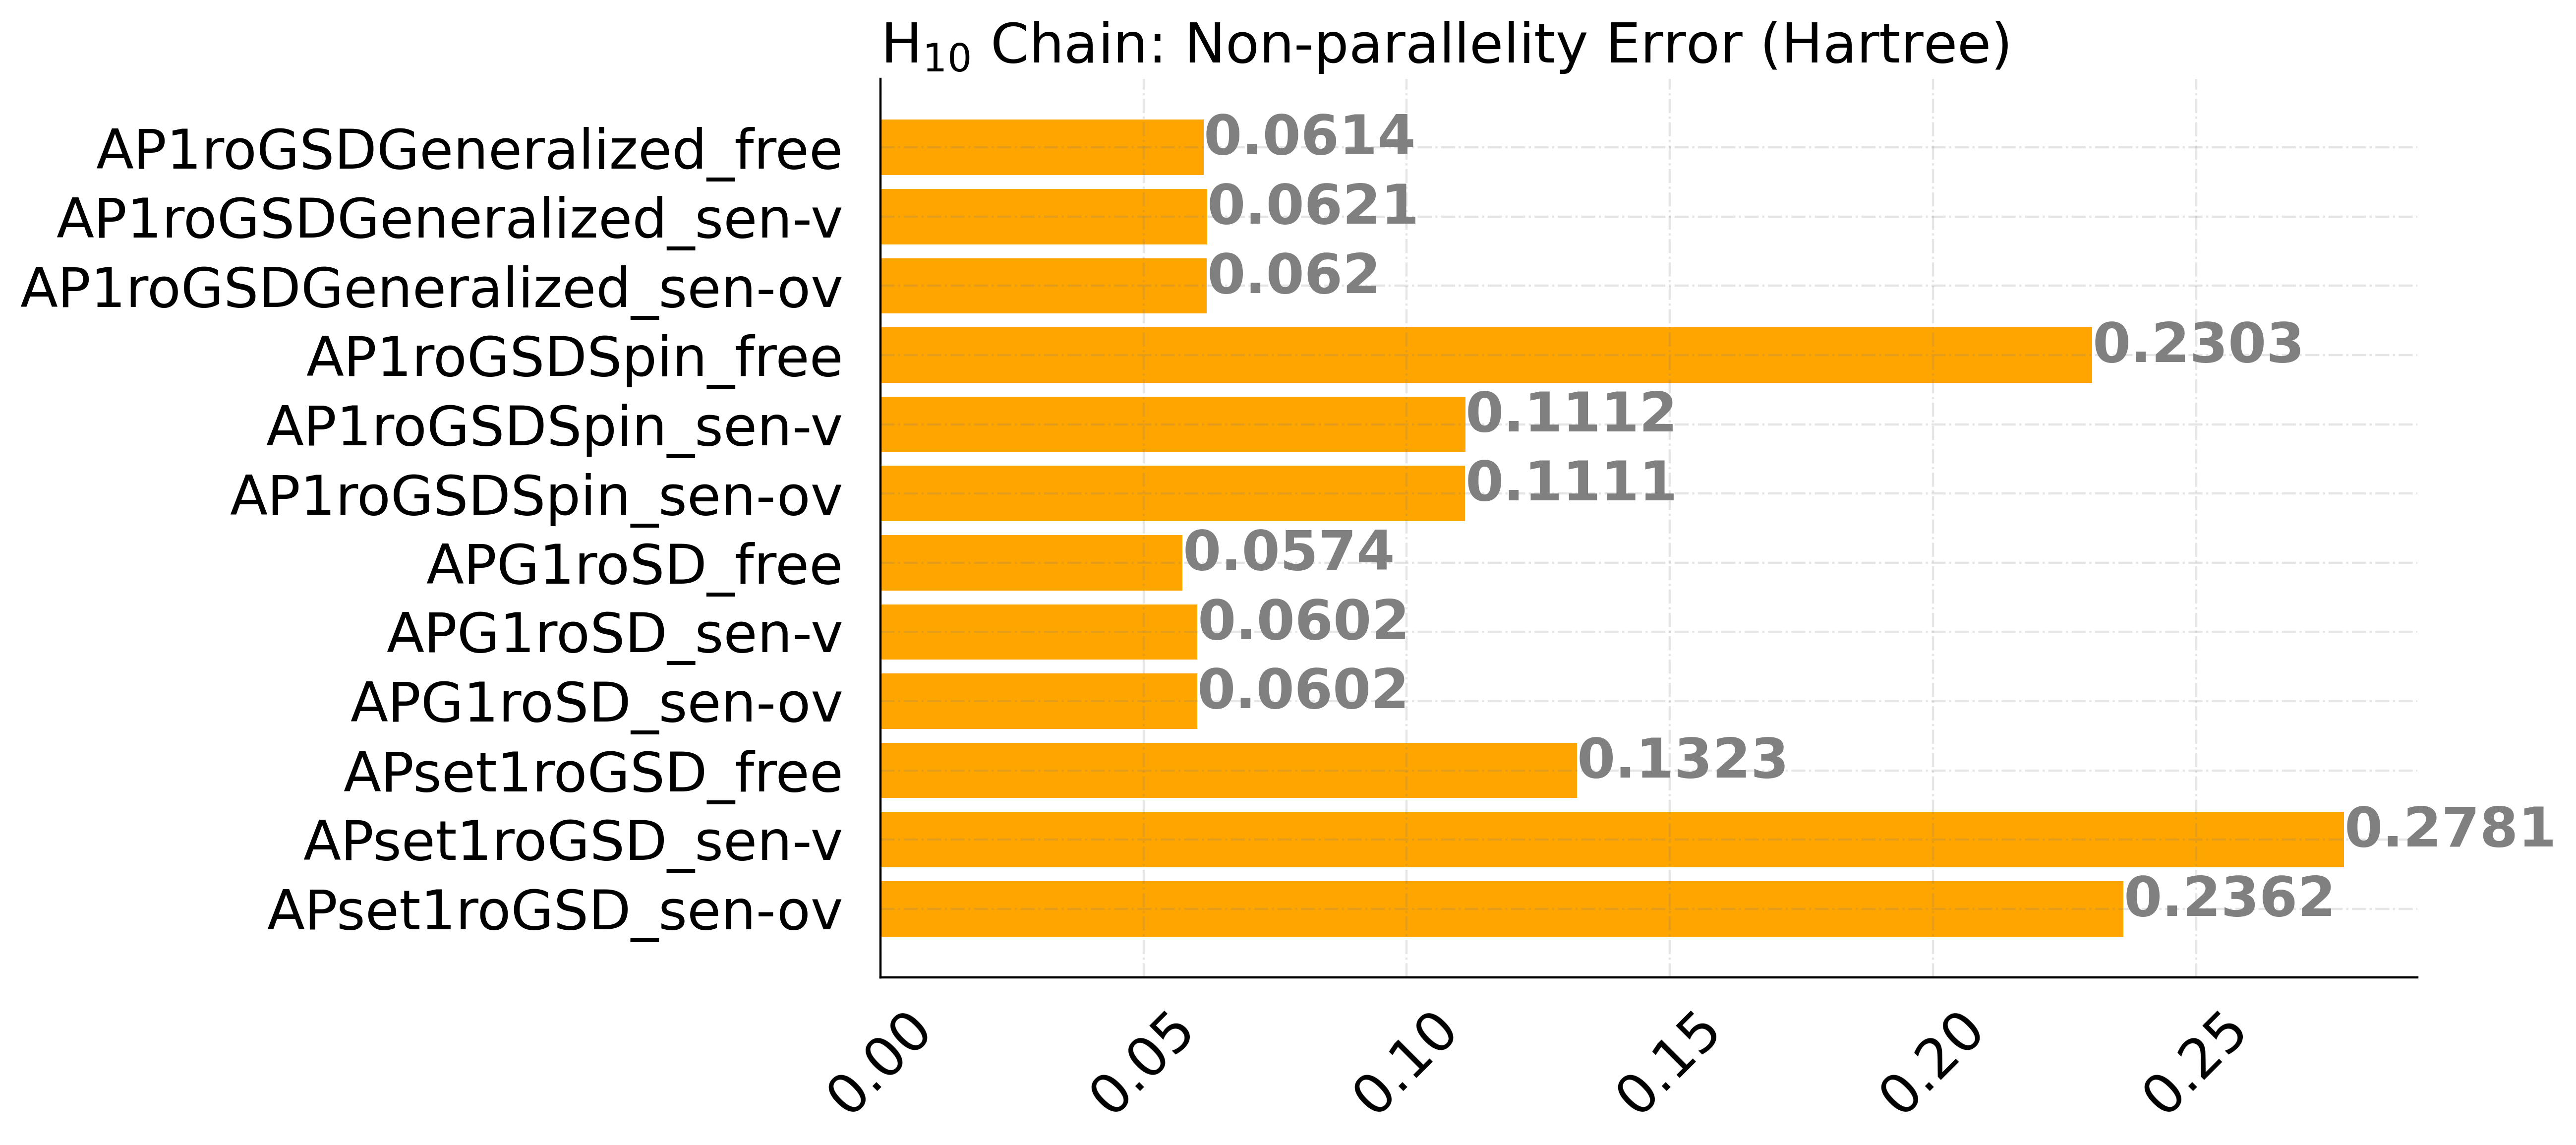 H₁₀ Chain: Non-parallelity Error (Hartree)
AP1roGSDGeneralized_free 0.0614
AP1roGSDGeneralized_sen-v 0.0621
AP1roGSDGeneralized_sen-ov 0.062
AP1roGSDSpin_free 0.2303
AP1roGSDSpin_sen-v 0.1112
AP1roGSDSpin_sen-ov 0.1111
APG1roSD_free 0.0574
APG1roSD_sen-v 0.0602
APG1roSD_sen-ov 0.0602
APset1roGSD_free 0.1323
APset1roGSD_sen-v 0.2781
APset1roGSD_sen-ov 0.2362
0.00 0.05 0.10 0.15 0.20 0.25